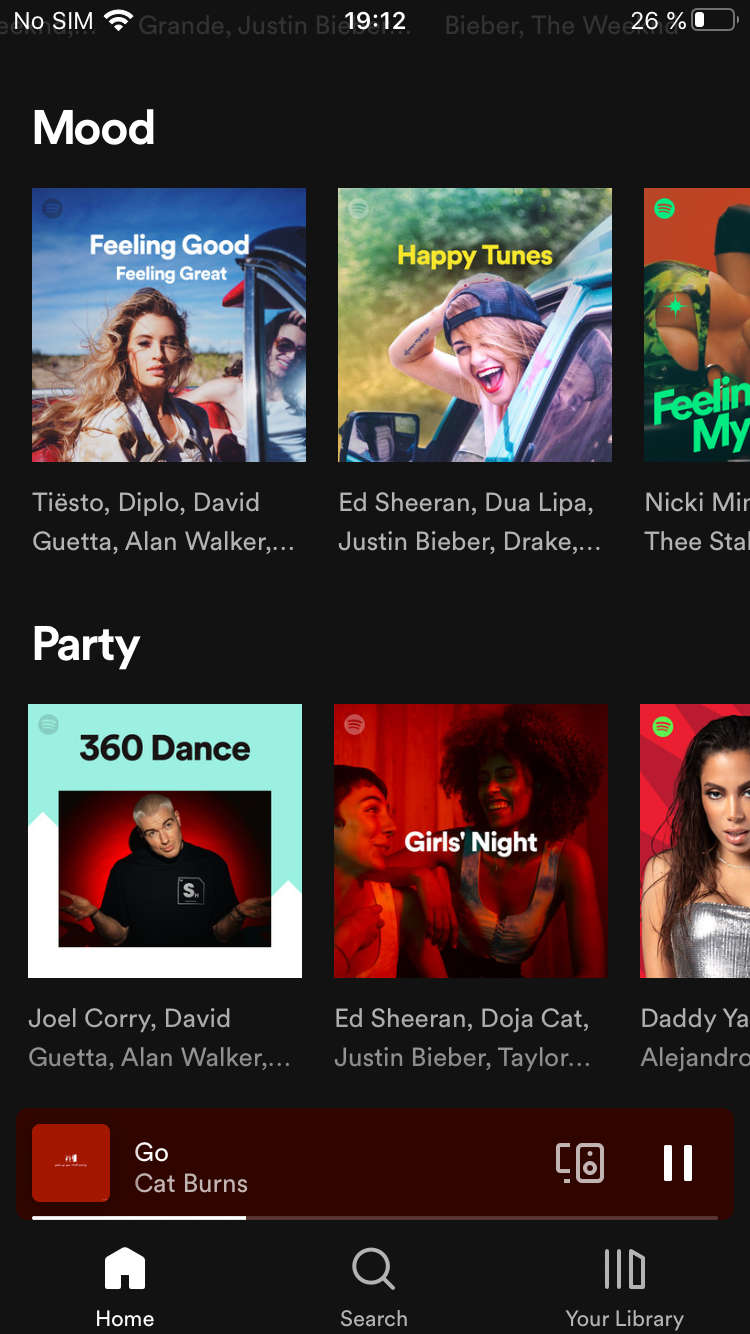 No SIM 19:12 26 %
Grande, Justin Bieber... Bieber, The Weeknd
Mood
Feeling Good
Feeling Great
Happy Tunes
Feelin
My
Tiësto, Diplo, David
Guetta, Alan Walker,...
Ed Sheeran, Dua Lipa,
Justin Bieber, Drake,...
Nicki Min
Thee Stal
Party
360 Dance
S
Girls' Night
Joel Corry, David
Guetta, Alan Walker,...
Ed Sheeran, Doja Cat,
Justin Bieber, Taylor...
Daddy Ya
Alejandro
Go
Cat Burns
Home
Search
Your Library